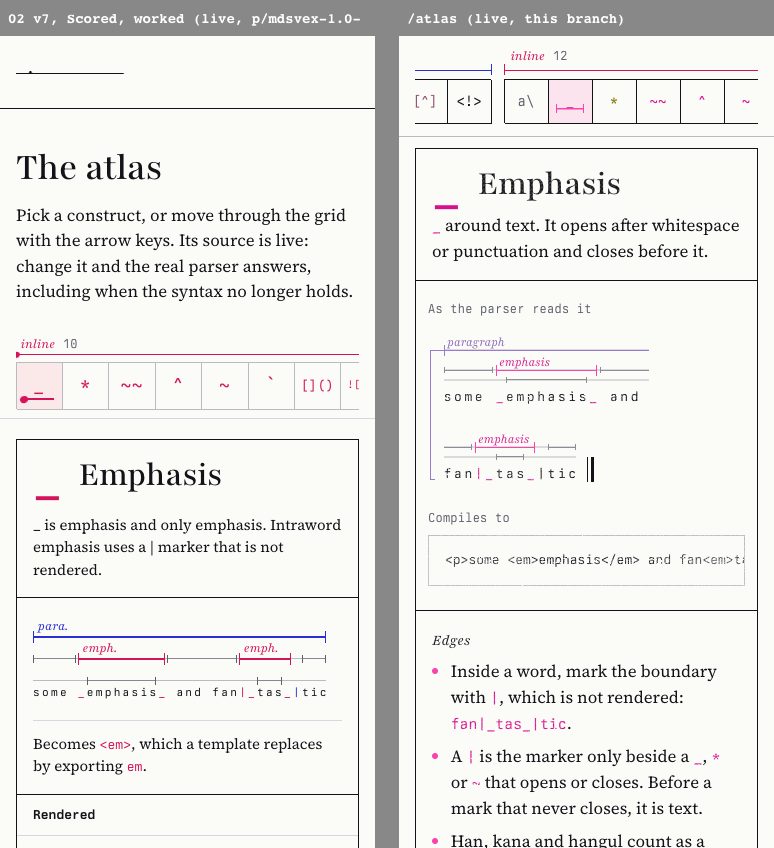 02 v7, Scored, worked (live, p/mdsvex-1.0-
The atlas
Pick a construct, or move through the grid
with the arrow keys. Its source is live:
change it and the real parser answers,
including when the syntax no longer holds.
inline 10
_ * ~~ ^ ~ ` []() ![
_ Emphasis
_ is emphasis and only emphasis. Intraword
emphasis uses a | marker that is not
rendered.
para.
emph. emph.
some _emphasis_ and fan|_tas_|tic
Becomes <em>, which a template replaces
by exporting em.
Rendered
/atlas (live, this branch)
inline 12
[^] <!> a\ _ * ~~ ^ ~
_ Emphasis
_ around text. It opens after whitespace
or punctuation and closes before it.
As the parser reads it
paragraph
emphasis
some _emphasis_ and
emphasis
fan|_tas_|tic
Compiles to
<p>some <em>emphasis</em> and fan<em>ta
Edges
• Inside a word, mark the boundary
with |, which is not rendered:
fan|_tas_|tic.
• A | is the marker only beside a _, *
or ~ that opens or closes. Before a
mark that never closes, it is text.
• Han, kana and hangul count as a